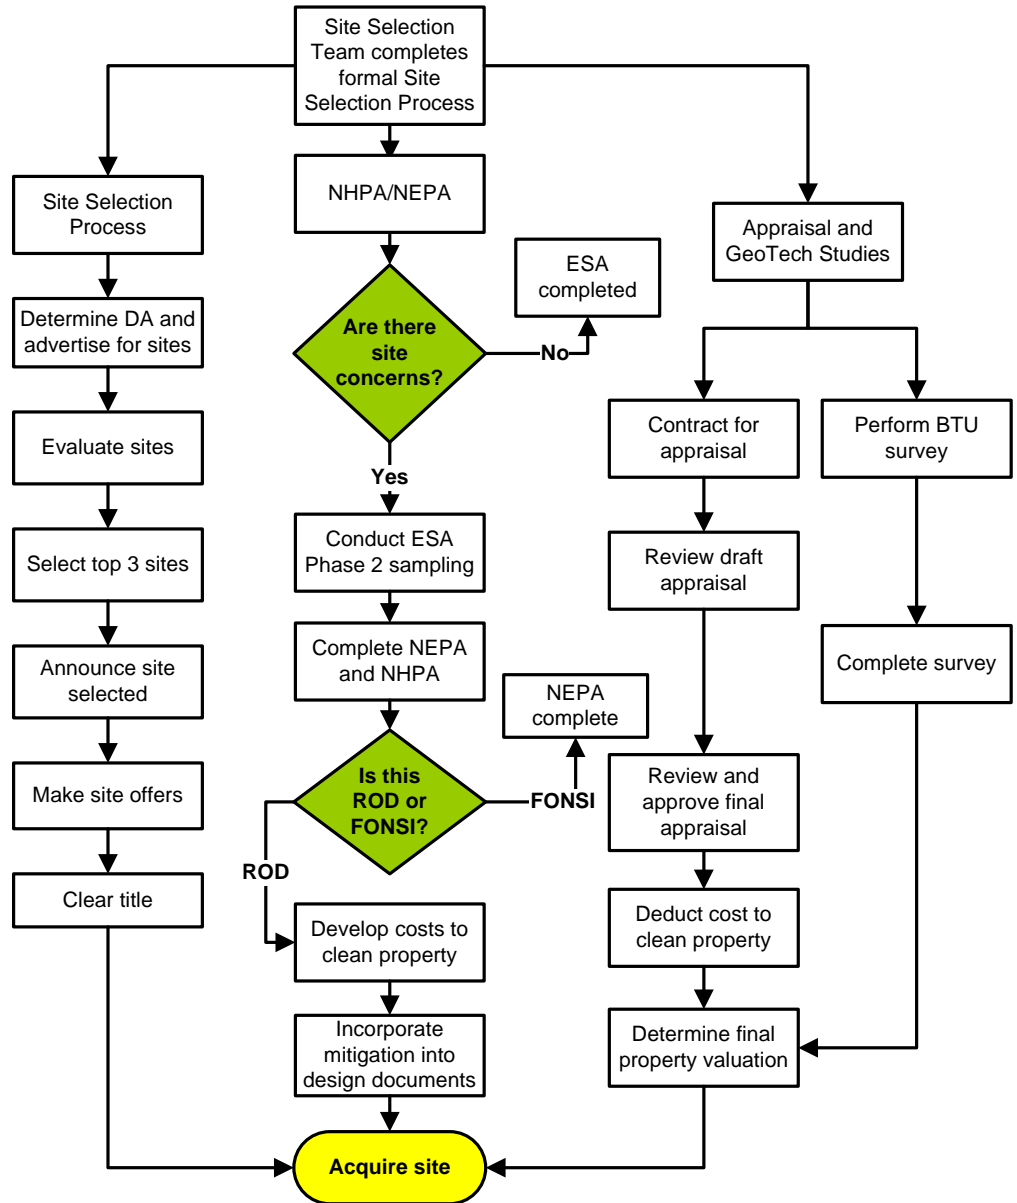 Site Selection
Team completes
formal Site
Selection Process
Site Selection
Process
Determine DA and
advertise for sites
Evaluate sites
Select top 3 sites
Announce site
selected
Make site offers
Clear title
NHPA/NEPA
Are there
site
concerns?
No
ESA
completed
Yes
Conduct ESA
Phase 2 sampling
Complete NEPA
and NHPA
Is this
ROD or
FONSI?
FONSI
NEPA
complete
ROD
Develop costs to
clean property
Incorporate
mitigation into
design documents
Appraisal and
GeoTech Studies
Contract for
appraisal
Review draft
appraisal
Review and
approve final
appraisal
Deduct cost to
clean property
Determine final
property valuation
Perform BTU
survey
Complete survey
Acquire site